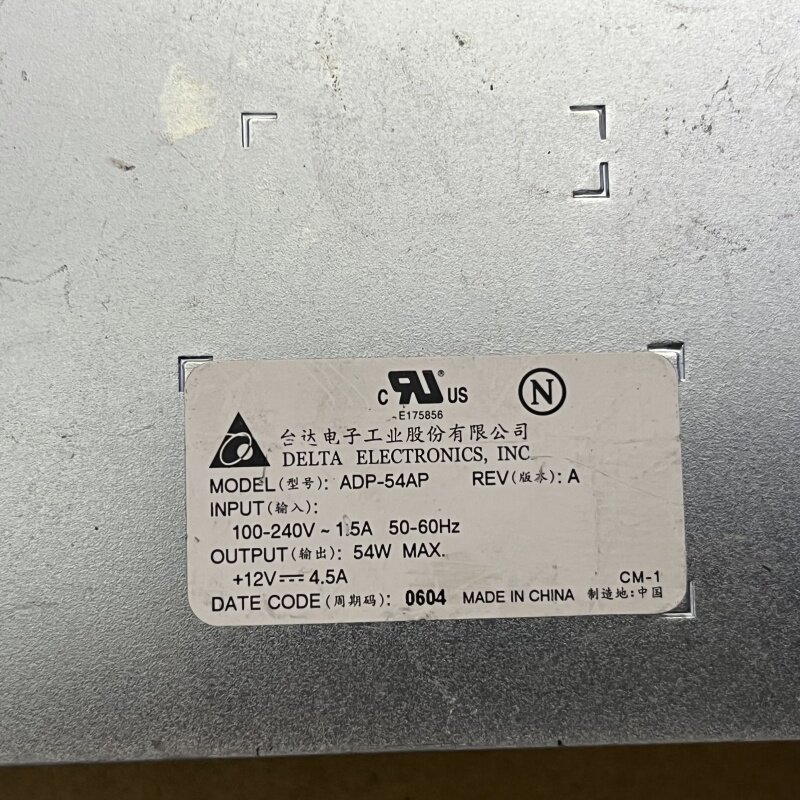 C RU® US
E175856
N
台达电子工业股份有限公司
DELTA ELECTRONICS, INC.
MODEL(型号): ADP-54AP REV(版本): A
INPUT(输入):
100-240V ~ 1.5A 50-60Hz
OUTPUT(输出): 54W MAX.
+12V⎓4.5A
CM-1
DATE CODE(周期码): 0604 MADE IN CHINA 制造地:中国